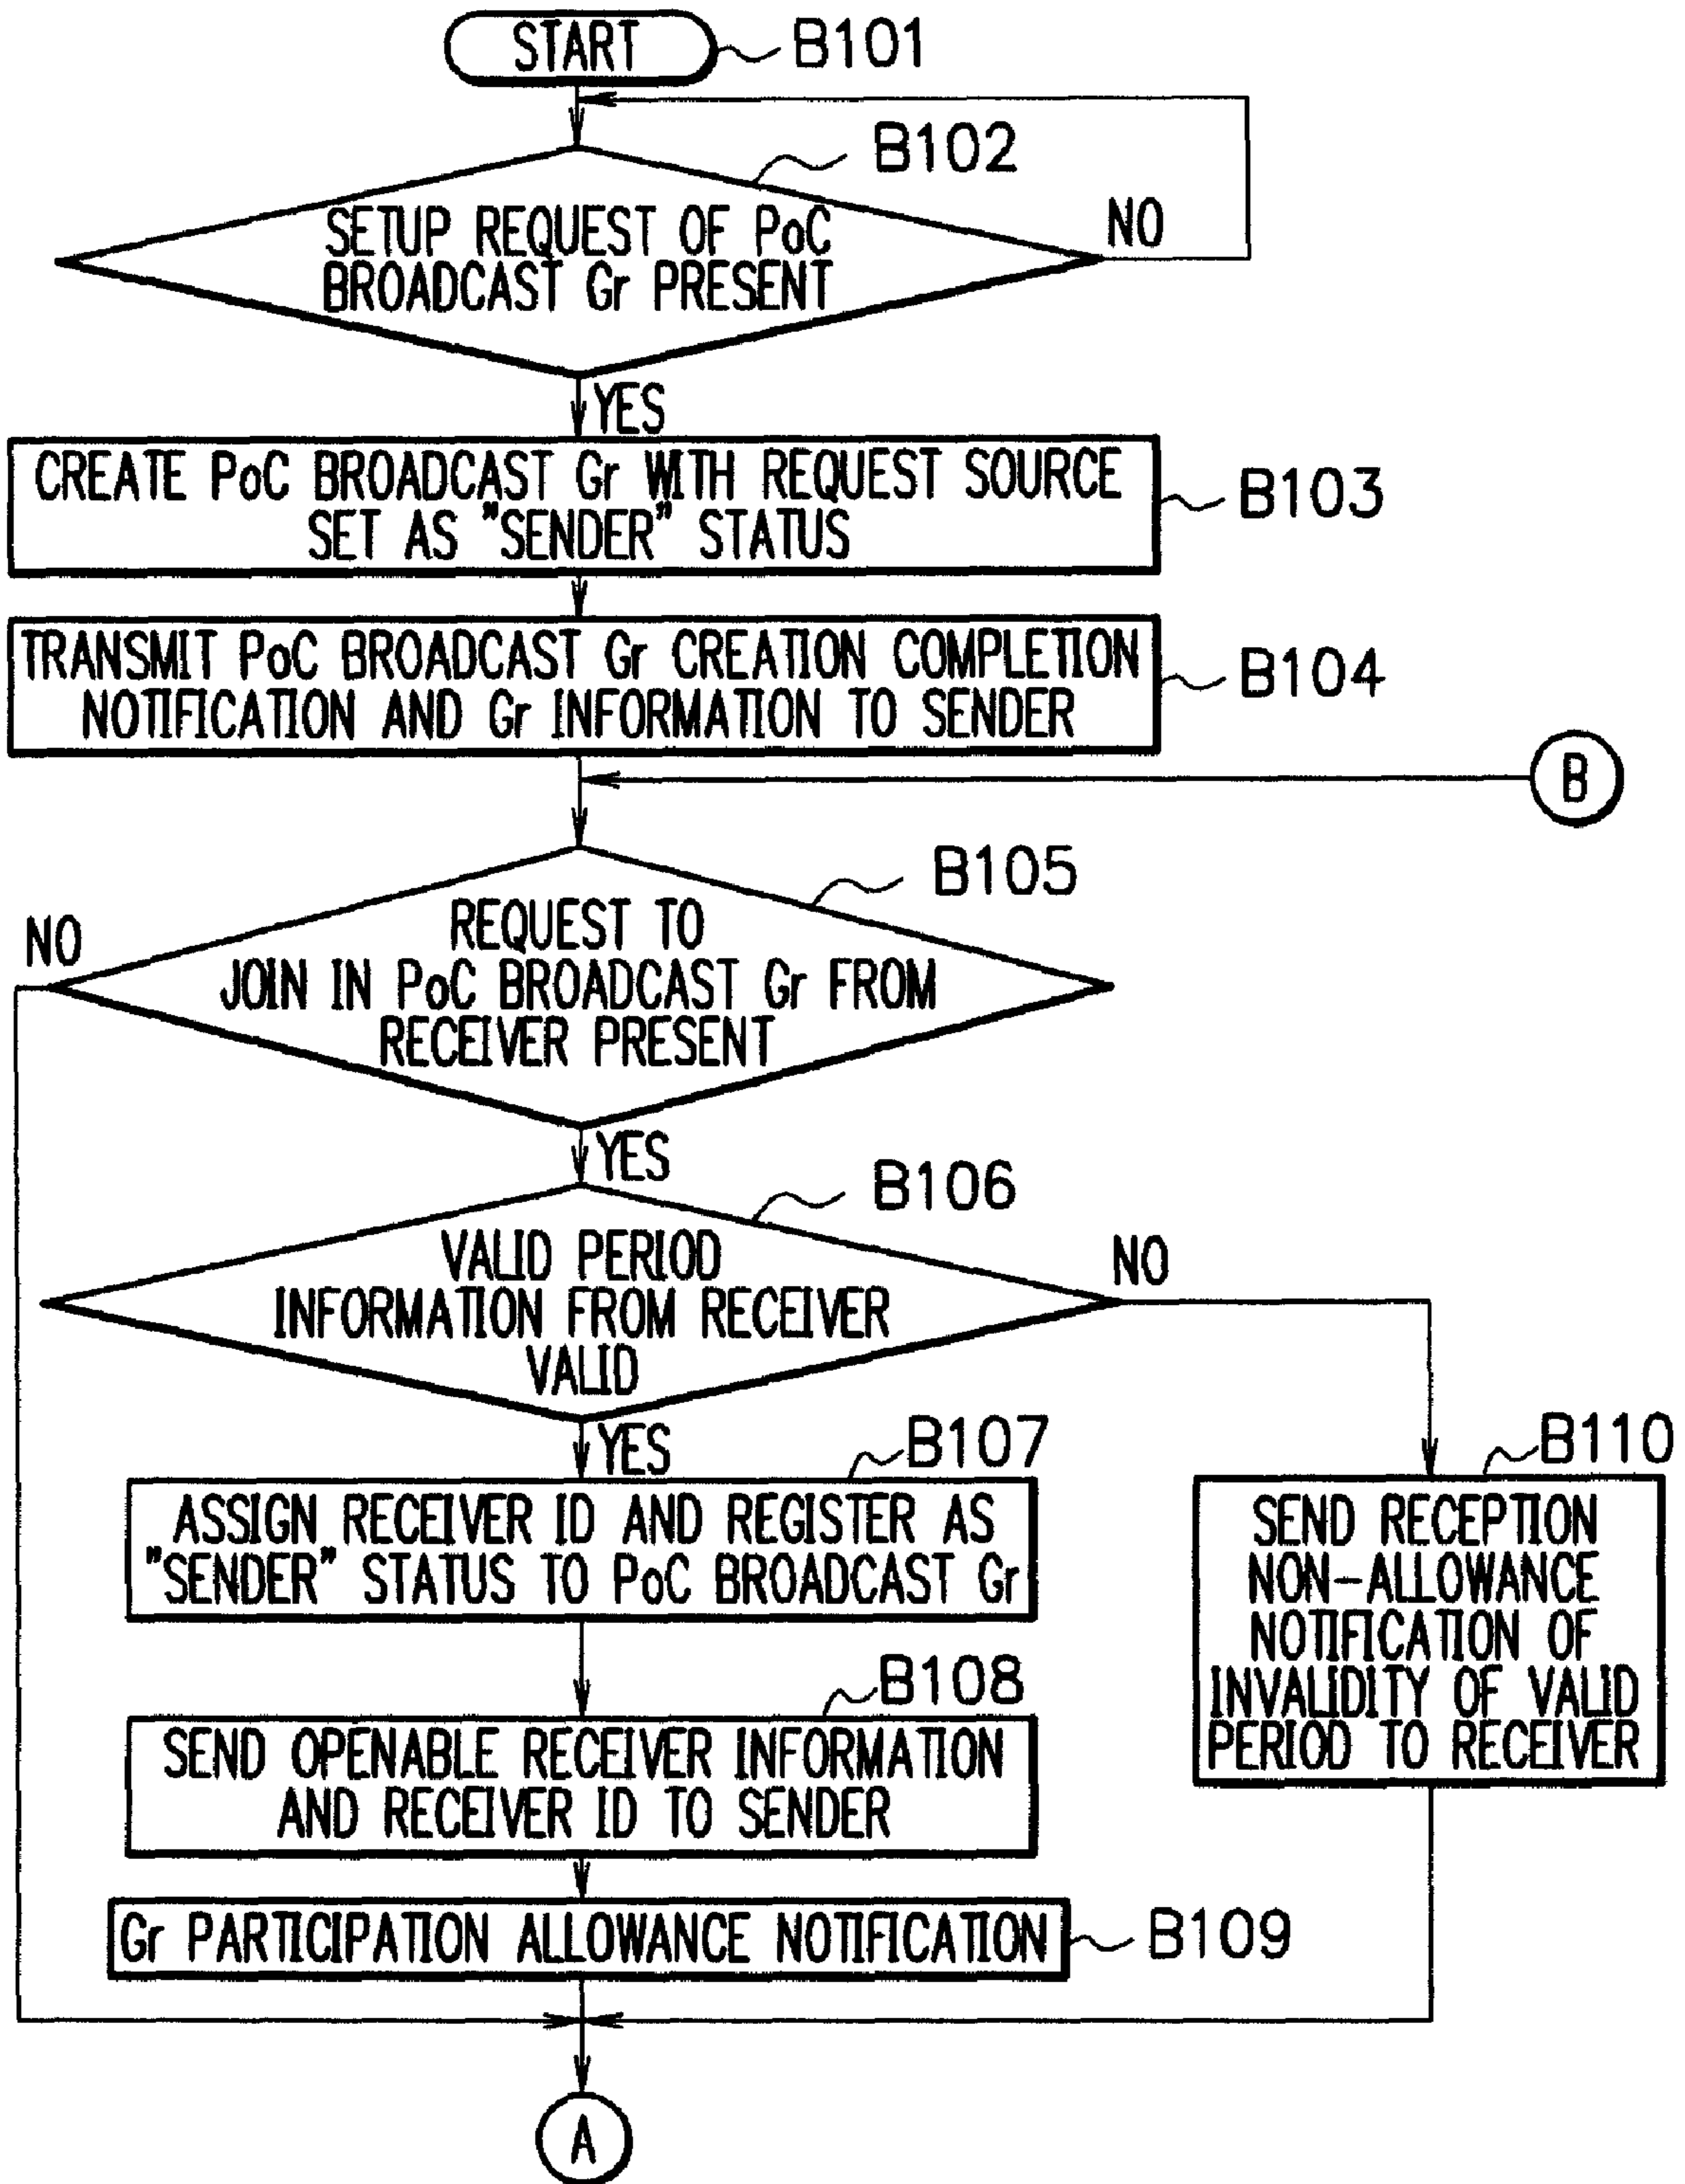 START
B101
B102
SETUP REQUEST OF PoC
BROADCAST Gr PRESENT
NO
YES
CREATE PoC BROADCAST Gr WITH REQUEST SOURCE
SET AS "SENDER" STATUS
B103
TRANSMIT PoC BROADCAST Gr CREATION COMPLETION
NOTIFICATION AND Gr INFORMATION TO SENDER
B104
B
B105
NO
REQUEST TO
JOIN IN PoC BROADCAST Gr FROM
RECEIVER PRESENT
YES
B106
VALID PERIOD
INFORMATION FROM RECEIVER
VALID
NO
YES
B107
ASSIGN RECEIVER ID AND REGISTER AS
"SENDER" STATUS TO PoC BROADCAST Gr
B110
SEND RECEPTION
NON-ALLOWANCE
NOTIFICATION OF
INVALIDITY OF VALID
PERIOD TO RECEIVER
B108
SEND OPENABLE RECEIVER INFORMATION
AND RECEIVER ID TO SENDER
Gr PARTICIPATION ALLOWANCE NOTIFICATION
B109
A